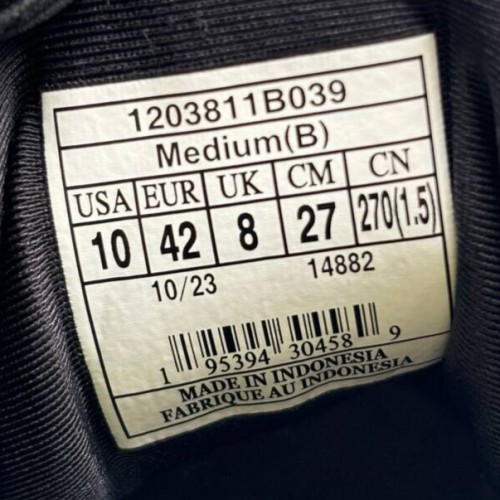 1203811B039
Medium(B)
USA EUR UK CM CN
10 42 8 27 270(1.5)
10/23 14882
1 95394 30458 9
MADE IN INDONESIA
FABRIQUE AU INDONESIA